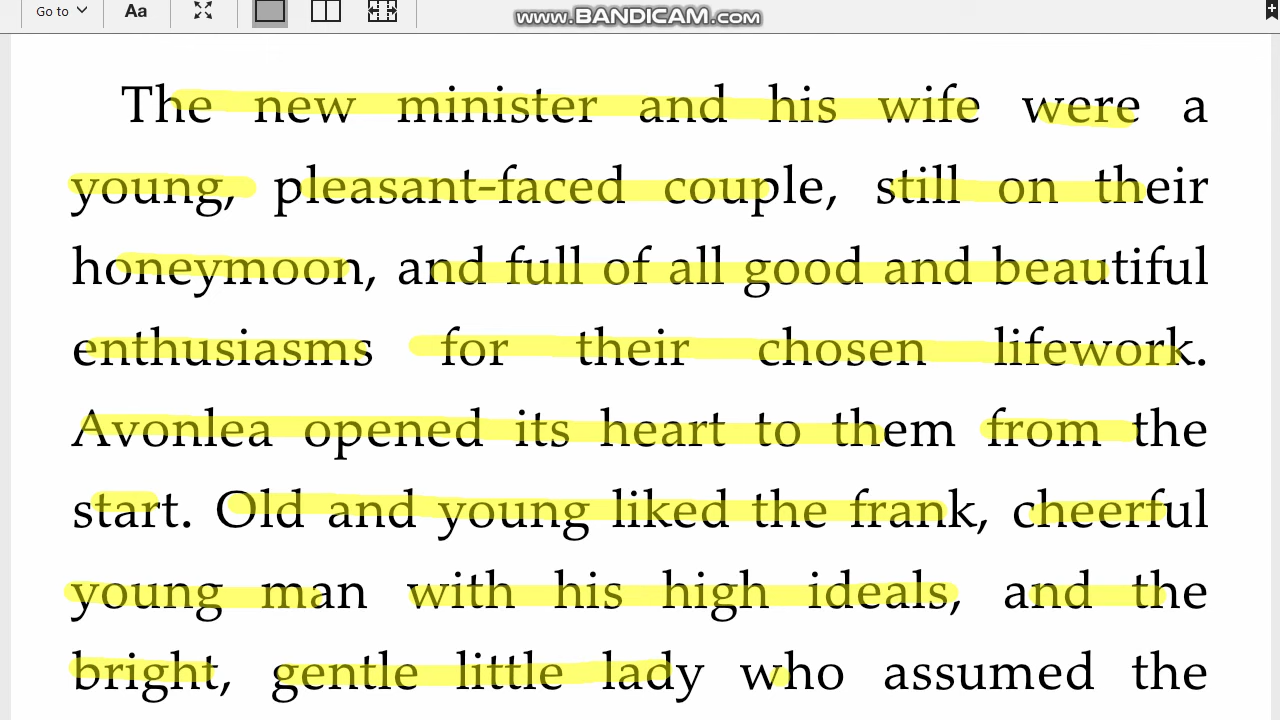 Go to Aa www.BANDICAM.com
The new minister and his wife were a
young, pleasant-faced couple, still on their
honeymoon, and full of all good and beautiful
enthusiasms for their chosen lifework.
Avonlea opened its heart to them from the
start. Old and young liked the frank, cheerful
young man with his high ideals, and the
bright, gentle little lady who assumed the